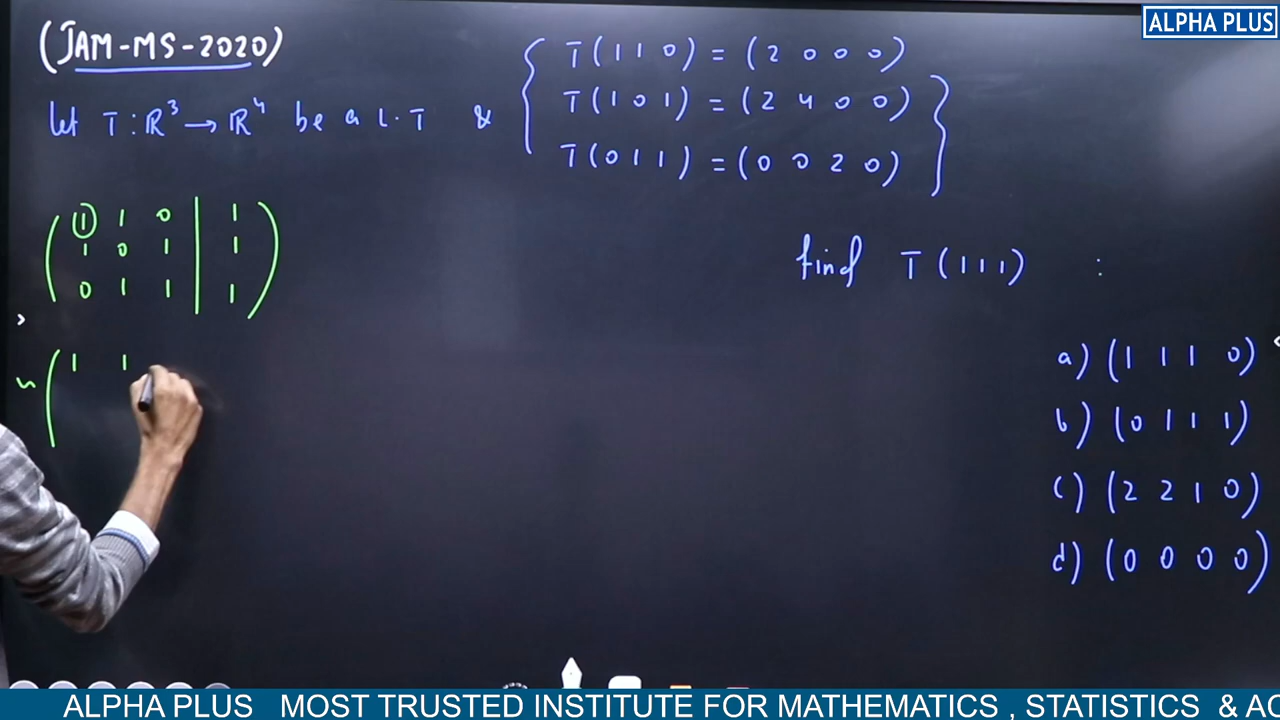 ALPHA PLUS
(JAM-MS-2020)
let T : ℝ³ → ℝ⁴ be a L.T &
T(1 1 0) = (2 0 0 0)
T(1 0 1) = (2 4 0 0)
T(0 1 1) = (0 0 2 0)
find T(1 1 1) :
1 1 0 | 1
1 0 1 | 1
0 1 1 | 1
~ ( 1 1
a) (1 1 1 0)
b) (0 1 1 1)
c) (2 2 1 0)
d) (0 0 0 0)
ALPHA PLUS MOST TRUSTED INSTITUTE FOR MATHEMATICS , STATISTICS & AC